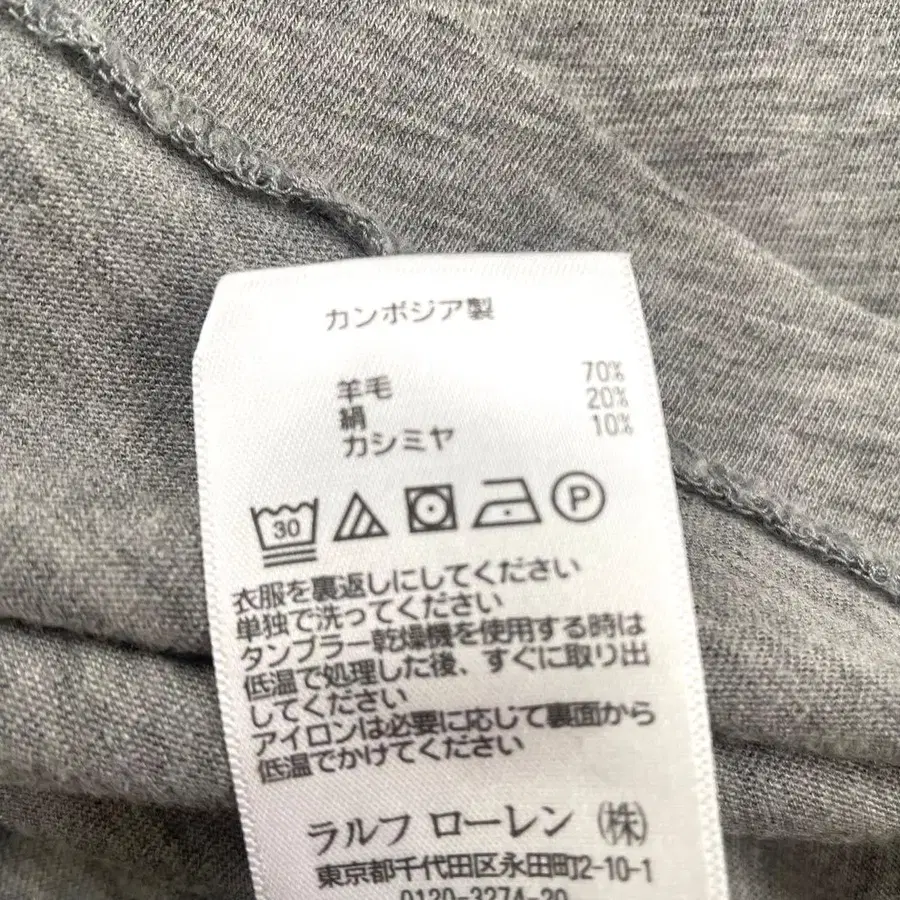 カンボジア製
羊毛 70%
絹 20%
カシミヤ 10%
30 P
衣服を裏返しにしてください
単独で洗ってください
タンブラー乾燥機を使用する時は
低温で処理した後、すぐに取り出
してください
アイロンは必要に応じて裏面から
低温でかけてください
ラルフ ローレン (株)
東京都千代田区永田町2-10-1
0120-3274-20